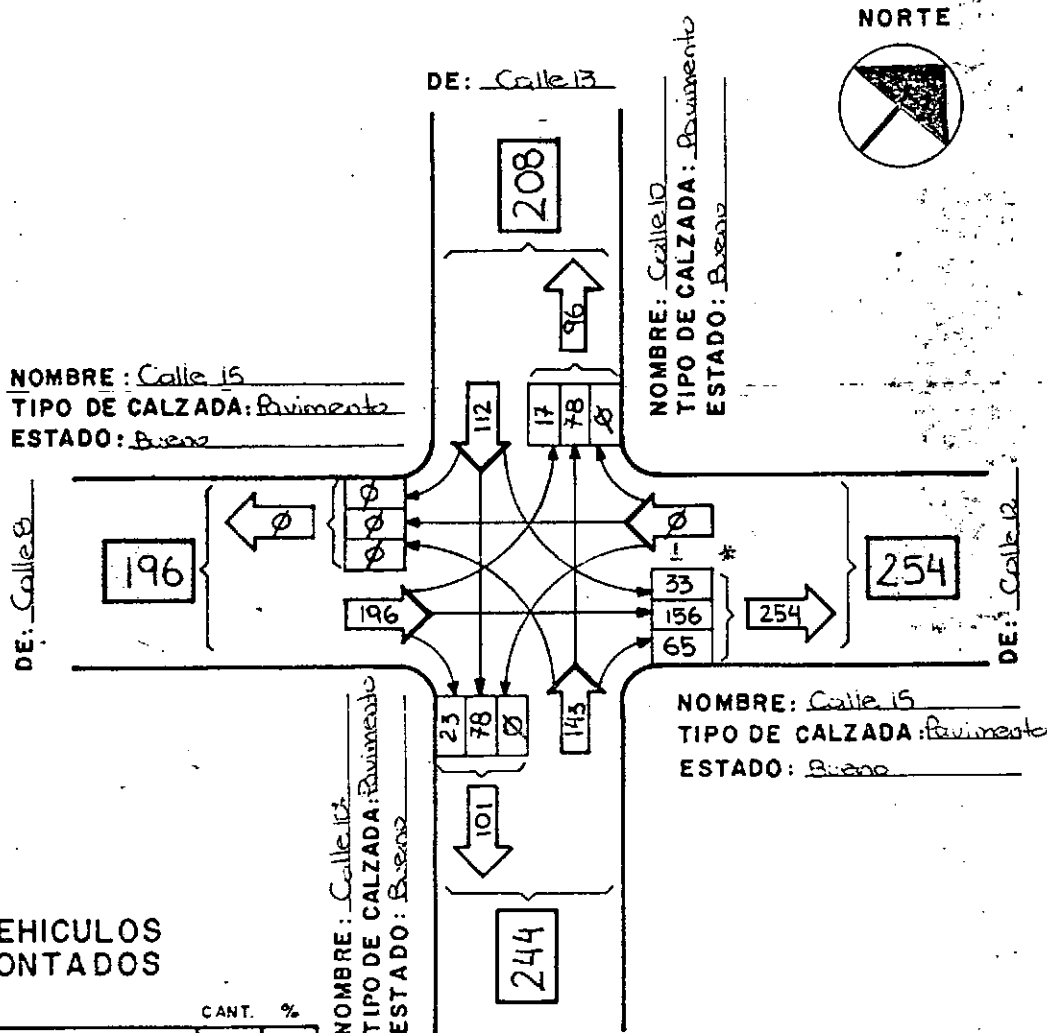 NORTE
DE: Calle 13
208
NOMBRE: Calle 10
TIPO DE CALZADA: Pavimento
ESTADO: Bueno
96
NOMBRE: Calle 15
TIPO DE CALZADA: Pavimento
ESTADO: Bueno
112
17 78 Ø
DE: Calle 8
196
Ø
Ø
Ø
Ø
Ø
! *
196
33
156
65
254
254
DE: Calle 12
23 78 Ø
143
NOMBRE: Calle 15
TIPO DE CALZADA: Pavimento
ESTADO: Bueno
101
NOMBRE: Calle 10
TIPO DE CALZADA: Pavimento
ESTADO: Bueno
244
EHICULOS
ONTADOS
CANT. %